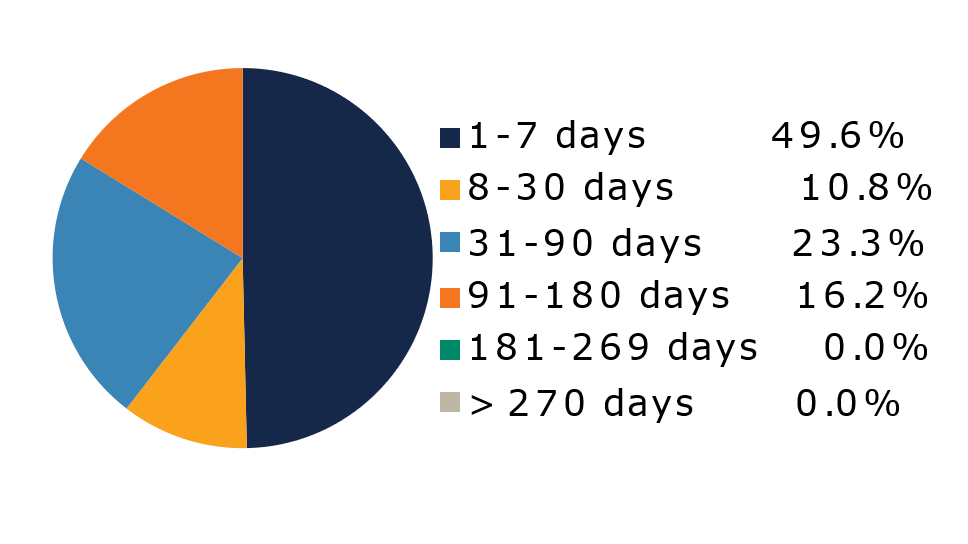 1-7 days 49.6%
8-30 days 10.8%
31-90 days 23.3%
91-180 days 16.2%
181-269 days 0.0%
> 270 days 0.0%